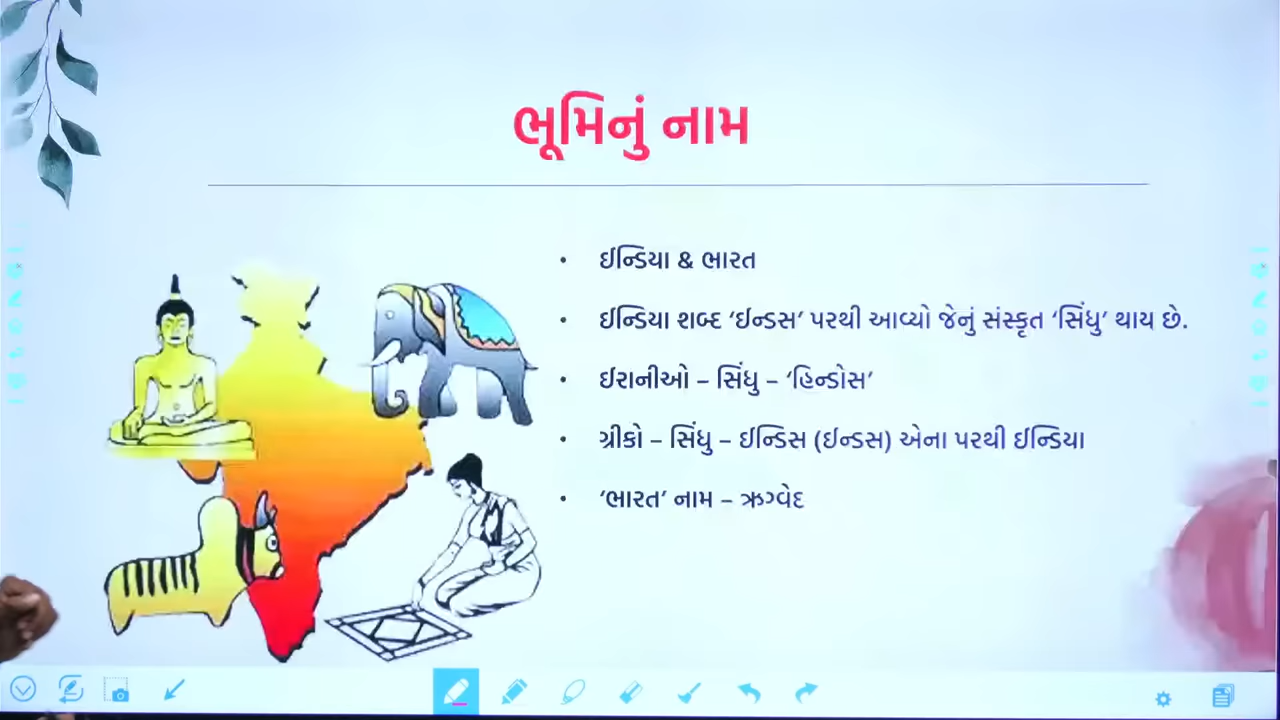 ભૂમિનું નામ
• ઈન્ડિયા & ભારત
• ઈન્ડિયા શબ્દ ‘ઈન્ડસ’ પરથી આવ્યો જેનું સંસ્કૃત ‘સિંધુ’ થાય છે.
• ઈરાનીઓ – સિંધુ – ‘હિન્ડોસ’
• ગ્રીકો – સિંધુ – ઈન્ડિસ (ઈન્ડસ) એના પરથી ઈન્ડિયા
• ‘ભારત’ નામ – ઋગ્વેદ